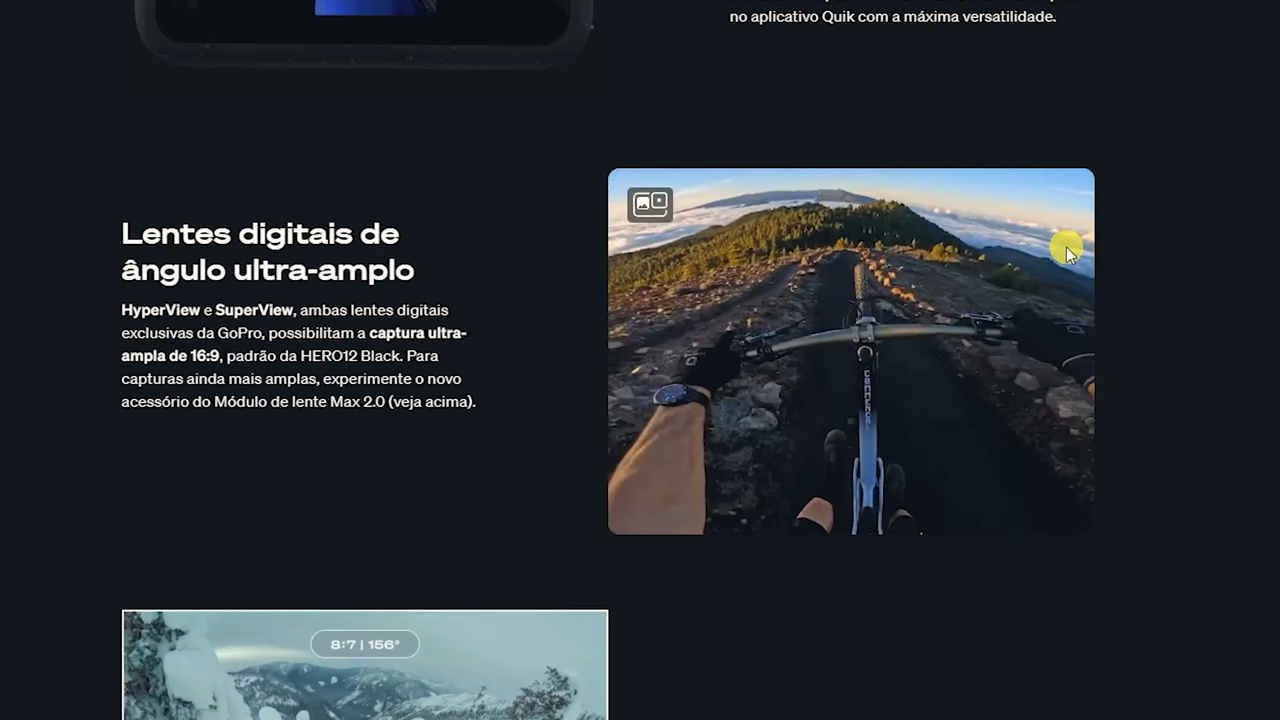 no aplicativo Quik com a máxima versatilidade.
Lentes digitais de
ângulo ultra-amplo
HyperView e SuperView, ambas lentes digitais
exclusivas da GoPro, possibilitam a captura ultra-
ampla de 16:9, padrão da HERO12 Black. Para
capturas ainda mais amplas, experimente o novo
acessório do Módulo de lente Max 2.0 (veja acima).
8:7 | 156°